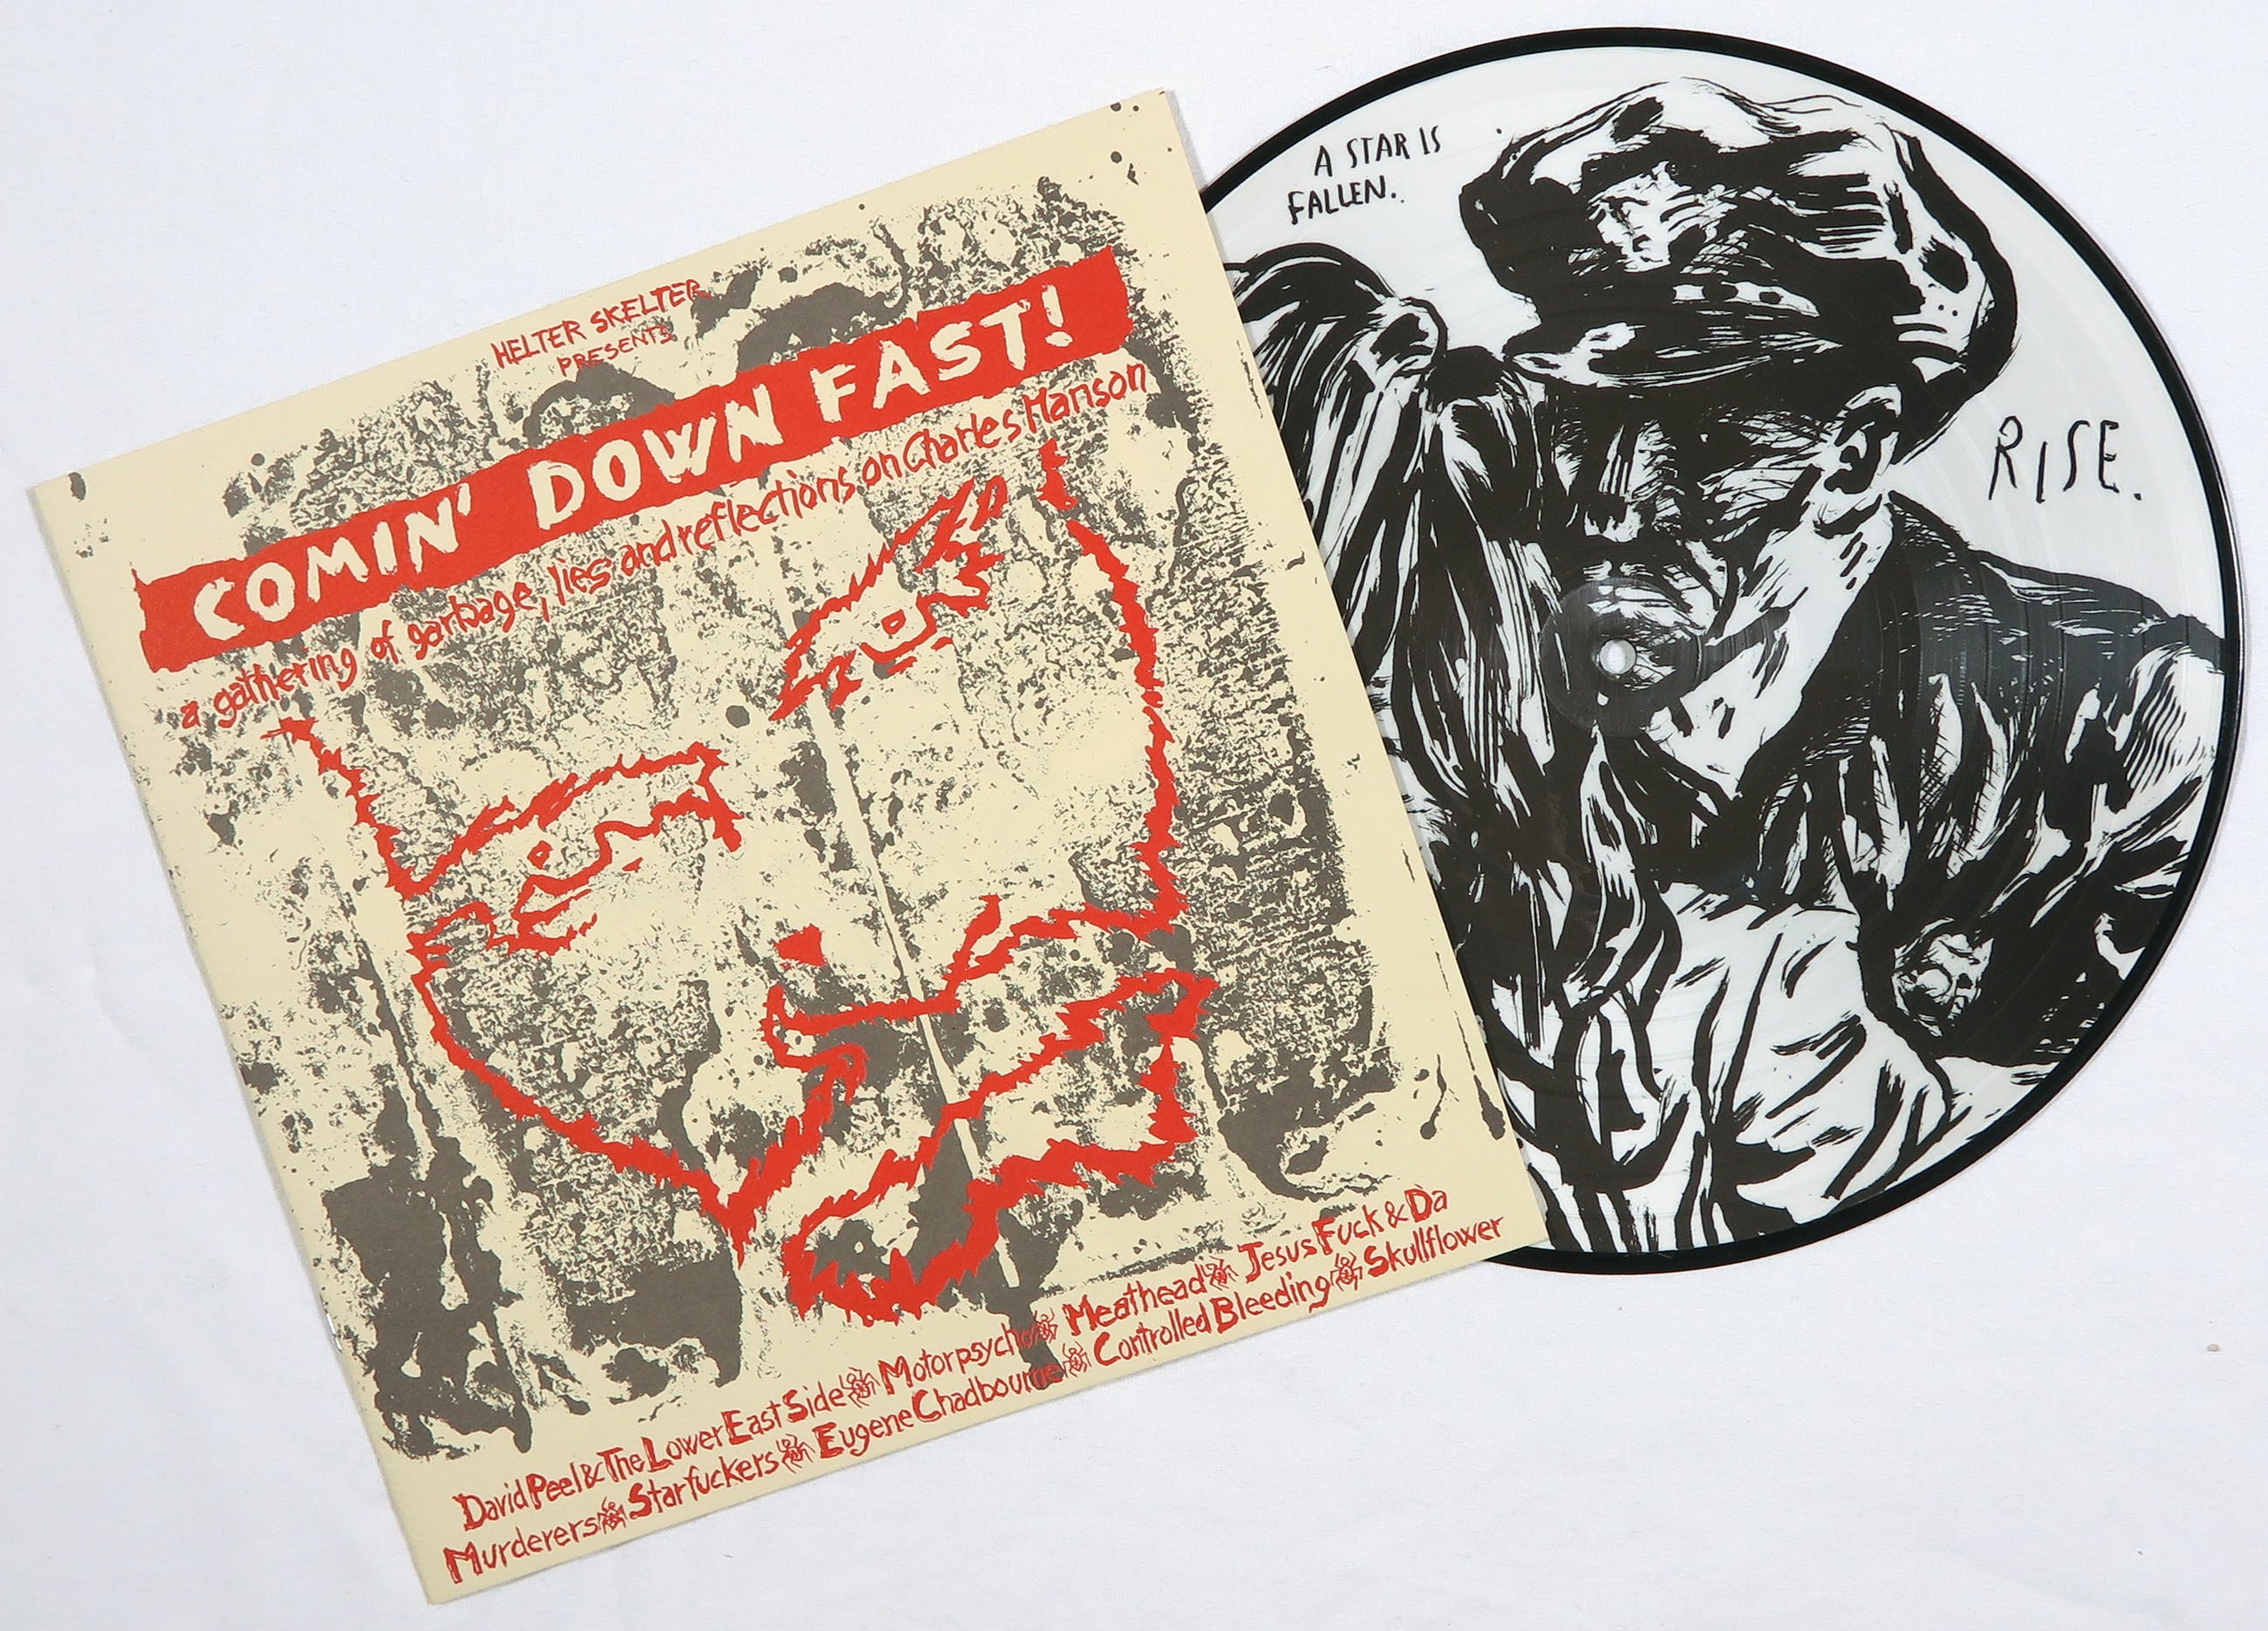 HELTER SKELTER
PRESENTS
COMIN' DOWN FAST!
a gathering of garbage, lies and reflections on Charles Manson
David Peel & The Lower East Side Motorpsycho Meathead Jesus Fuck & Da
Murderers Starfuckers Eugene Chadbourne Controlled Bleeding Skullflower
A STAR IS
FALLEN.
RISE.